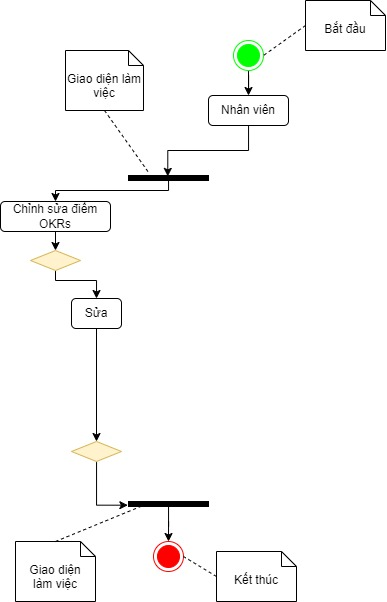 Bắt đầu
Giao diện làm
việc
Nhân viên
Chỉnh sửa điểm
OKRs
Sửa
Giao diện
làm việc
Kết thúc